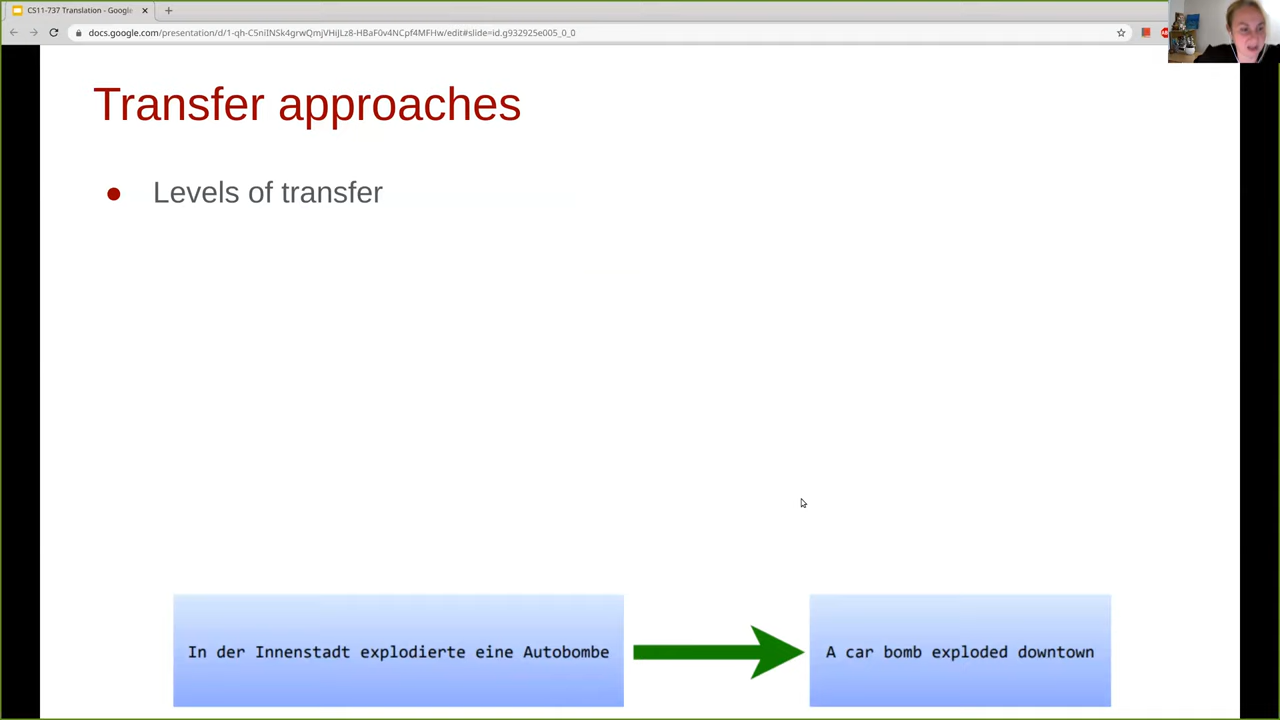 CS11-737 Translation - Google
docs.google.com/presentation/d/1-qh-C5niINSk4grwQmjVHiJLz8-HBaF0v4NCpf4MFHw/edit#slide=id.g932925e005_0_0
Transfer approaches
● Levels of transfer
In der Innenstadt explodierte eine Autobombe
A car bomb exploded downtown